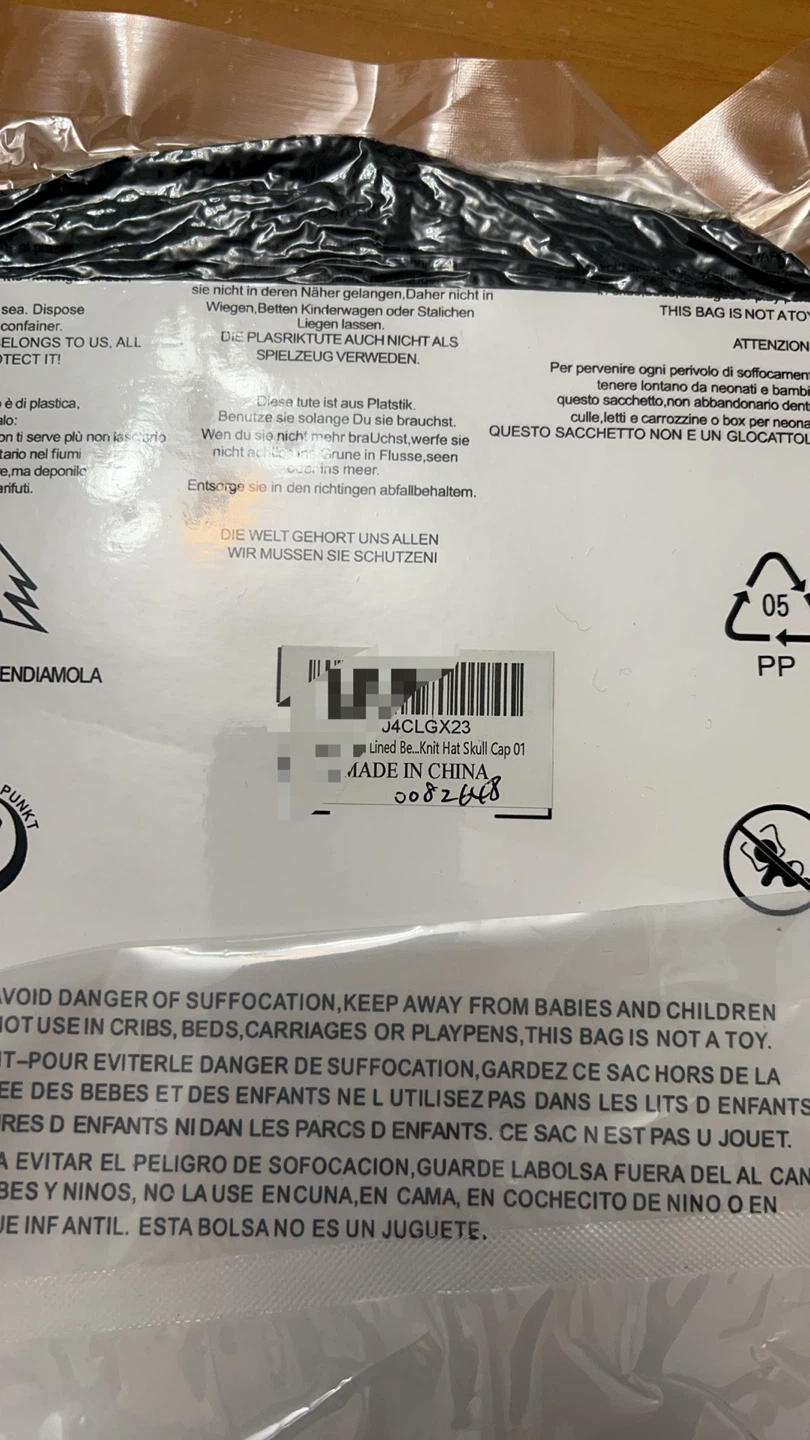 sea. Dispose
confainer.
ELONGS TO US, ALL
OTECT IT!
è di plastica,
alo:
on ti serve plù non lasciarlo
tario nel fiumi
re,ma deponilo
arifuti.
ENDIAMOLA
PUNKT
sie nicht in deren Näher gelangen,Daher nicht in
Wiegen,Betten Kinderwagen oder Stalichen
Liegen lassen.
DIE PLASRIKTUTE AUCH NICHT ALS
SPIELZEUG VERWEDEN.
Diese tute ist aus Platstik.
Benutze sie solange Du sie brauchst.
Wen du sie nicht mehr braUchst,werfe sie
nicht Grune in Flusse,seen
ins meer.
Entsorge sie in den richtingen abfallbehaltem.
DIE WELT GEHORT UNS ALLEN
WIR MUSSEN SIE SCHUTZENI
THIS BAG IS NOT A TOY
ATTENZION
Per pervenire ogni perivolo di soffocamen
tenere lontano da neonati e bambi
questo sacchetto,non abbandonario dent
culle,letti e carrozzine o box per neona
QUESTO SACCHETTO NON E UN GLOCATTOL
05
PP
J4CLGX23
Lined Be...Knit Hat Skull Cap 01
MADE IN CHINA
0082648
AVOID DANGER OF SUFFOCATION,KEEP AWAY FROM BABIES AND CHILDREN
NOT USE IN CRIBS, BEDS,CARRIAGES OR PLAYPENS,THIS BAG IS NOT A TOY.
T-POUR EVITERLE DANGER DE SUFFOCATION,GARDEZ CE SAC HORS DE LA
EE DES BEBES ET DES ENFANTS NE L UTILISEZ PAS DANS LES LITS D ENFANTS
RES D ENFANTS NI DAN LES PARCS D ENFANTS. CE SAC N EST PAS U JOUET.
A EVITAR EL PELIGRO DE SOFOCACION,GUARDE LABOLSA FUERA DEL AL CAN
BES Y NINOS, NO LA USE EN CUNA,EN CAMA, EN COCHECITO DE NINO O EN
UE INFANTIL. ESTA BOLSA NO ES UN JUGUETE.